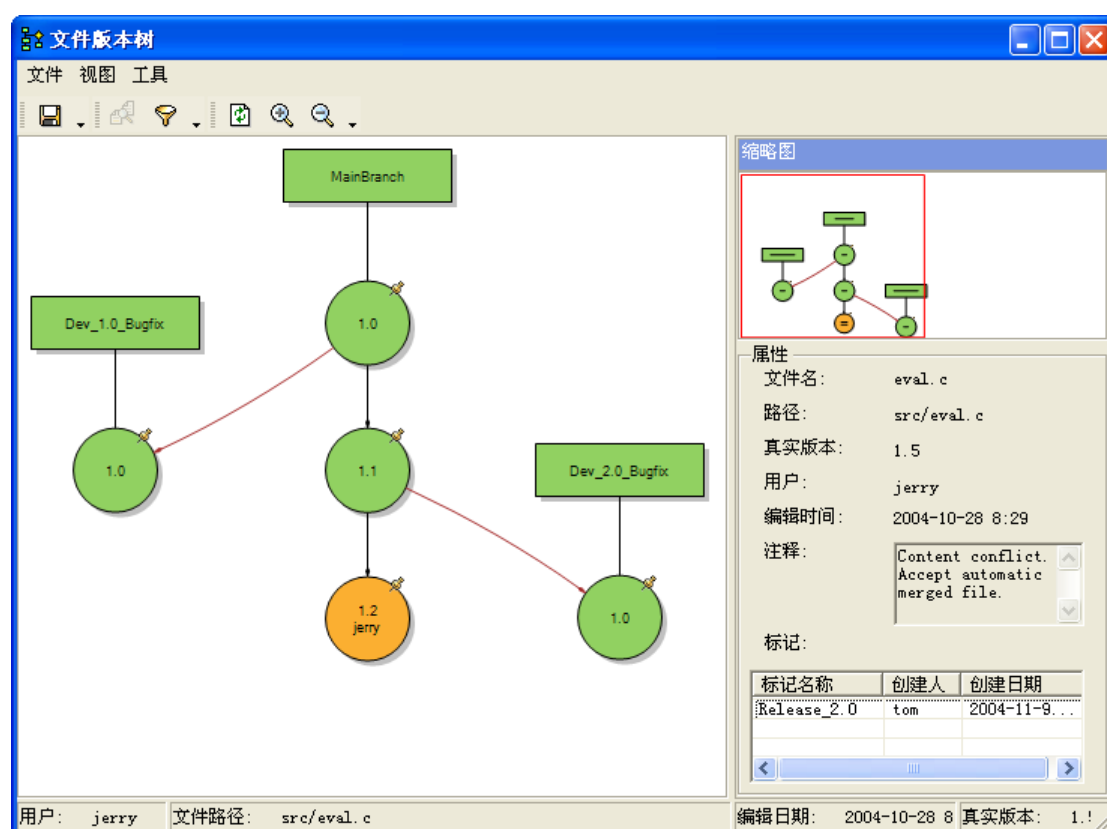 文件版本树
文件 视图 工具
MainBranch
1.0
Dev_1.0_Bugfix
1.0
1.1
Dev_2.0_Bugfix
1.2
jerry
1.0
缩略图
属性
文件名: eval.c
路径: src/eval.c
真实版本: 1.5
用户: jerry
编辑时间: 2004-10-28 8:29
注释: Content conflict.
Accept automatic
merged file.
标记:
标记名称 创建人 创建日期
Release_2.0 tom 2004-11-9...
用户: jerry 文件路径: src/eval.c 编辑日期: 2004-10-28 8 真实版本: